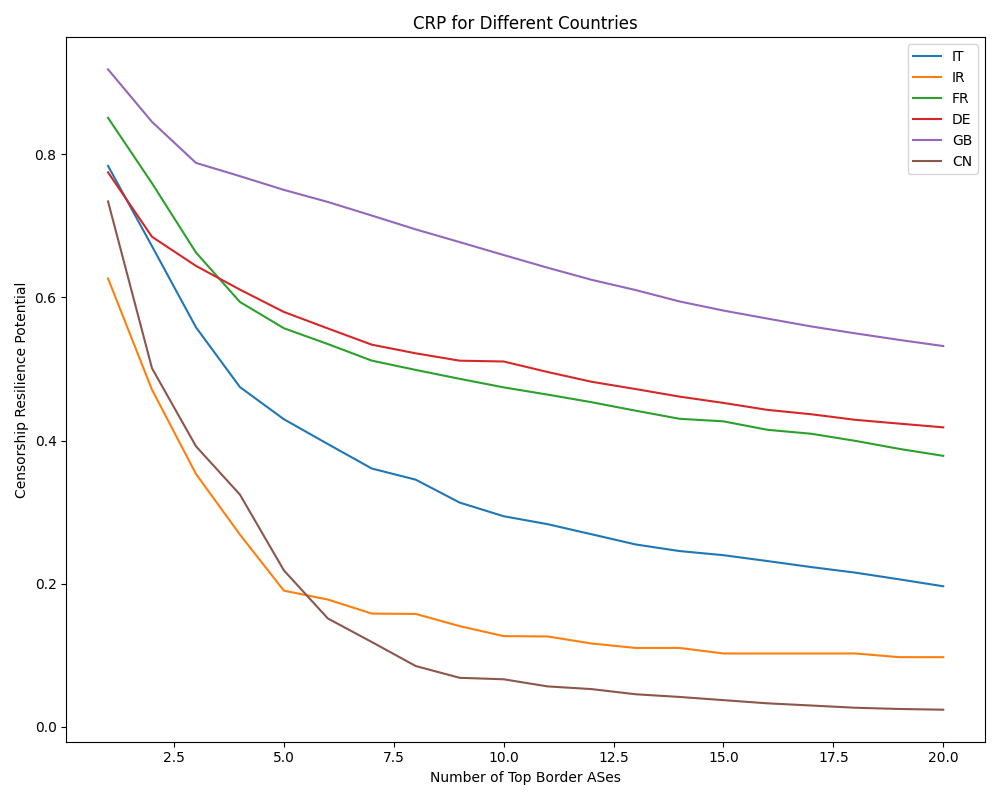 CRP for Different Countries
IT
IR
FR
DE
GB
CN
Censorship Resilience Potential
0.8
0.6
0.4
0.2
0.0
2.5 5.0 7.5 10.0 12.5 15.0 17.5 20.0
Number of Top Border ASes